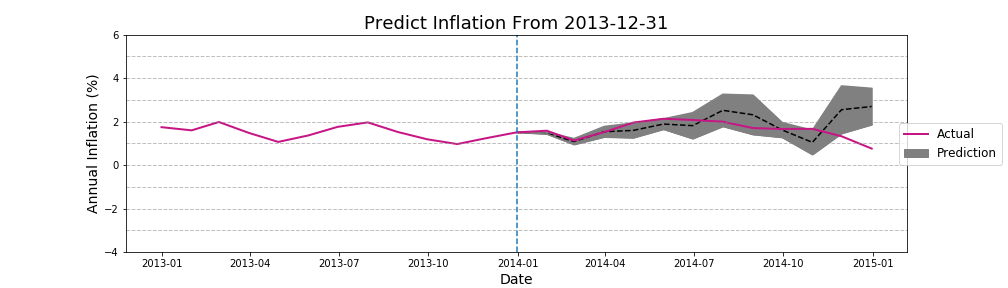 Predict Inflation From 2013-12-31
Annual Inflation (%)
6
4
2
0
−2
−4
2013-01 2013-04 2013-07 2013-10 2014-01 2014-04 2014-07 2014-10 2015-01
Date
Actual
Prediction